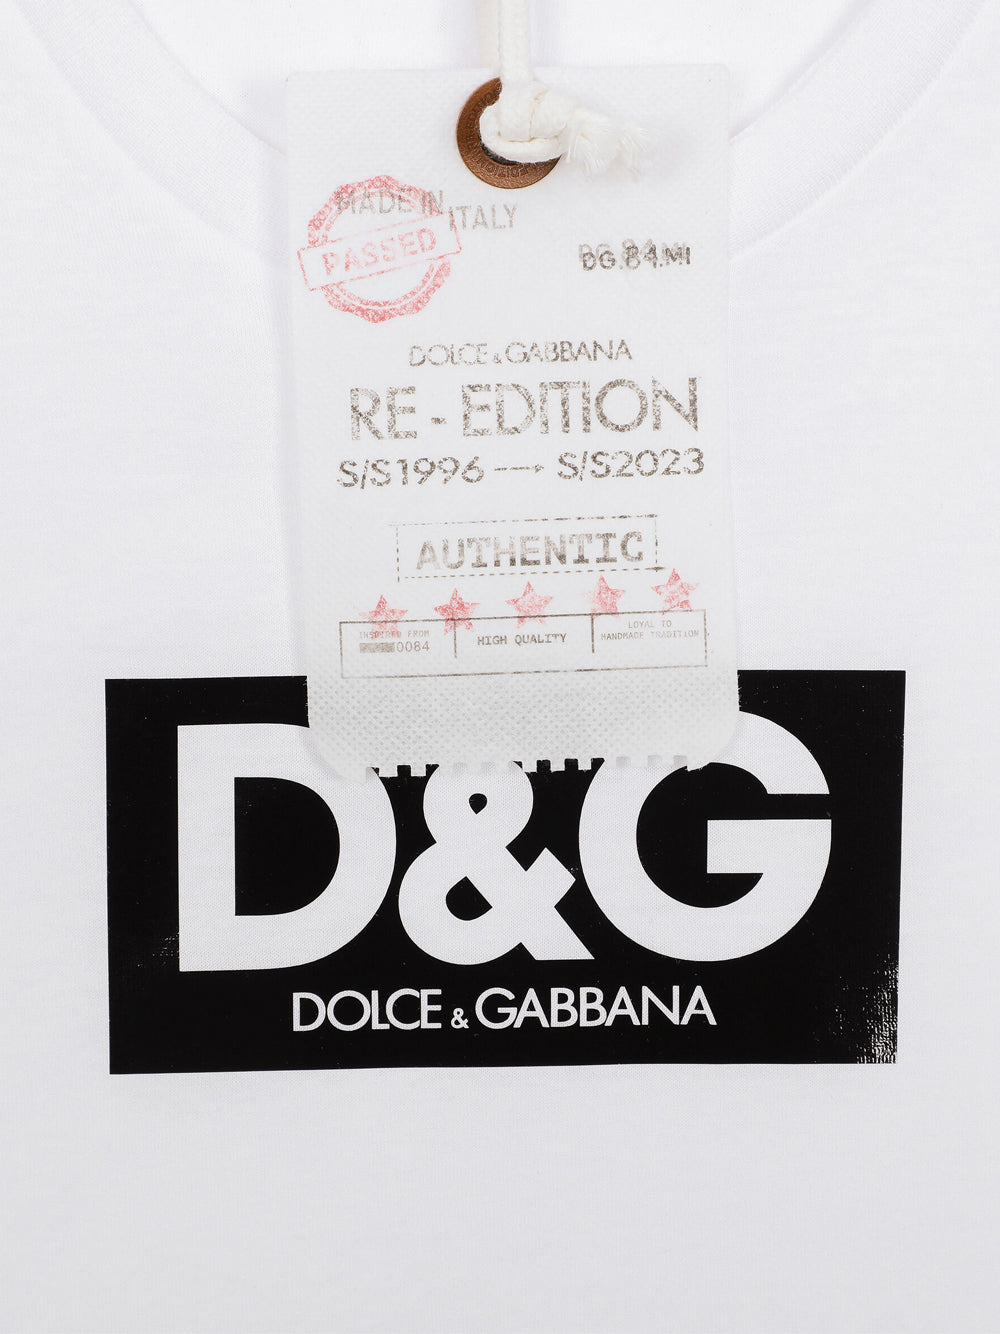 MADE IN
ITALY
PASSED
DG.84.MI
DOLCE & GABBANA
RE - EDITION
S/S1996 → S/S2023
AUTHENTIC
INSPIRED FROM
0084
HIGH QUALITY
LOYAL TO
HANDMADE TRADITION
D&G
DOLCE & GABBANA